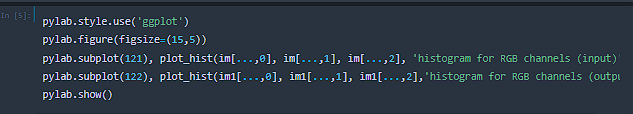 In [5]:
pylab.style.use('ggplot')
pylab.figure(figsize=(15,5))
pylab.subplot(121), plot_hist(im[...,0], im[...,1], im[...,2], 'histogram for RGB channels (input)'
pylab.subplot(122), plot_hist(im1[...,0], im1[...,1], im1[...,2],'histogram for RGB channels (outpu
pylab.show()